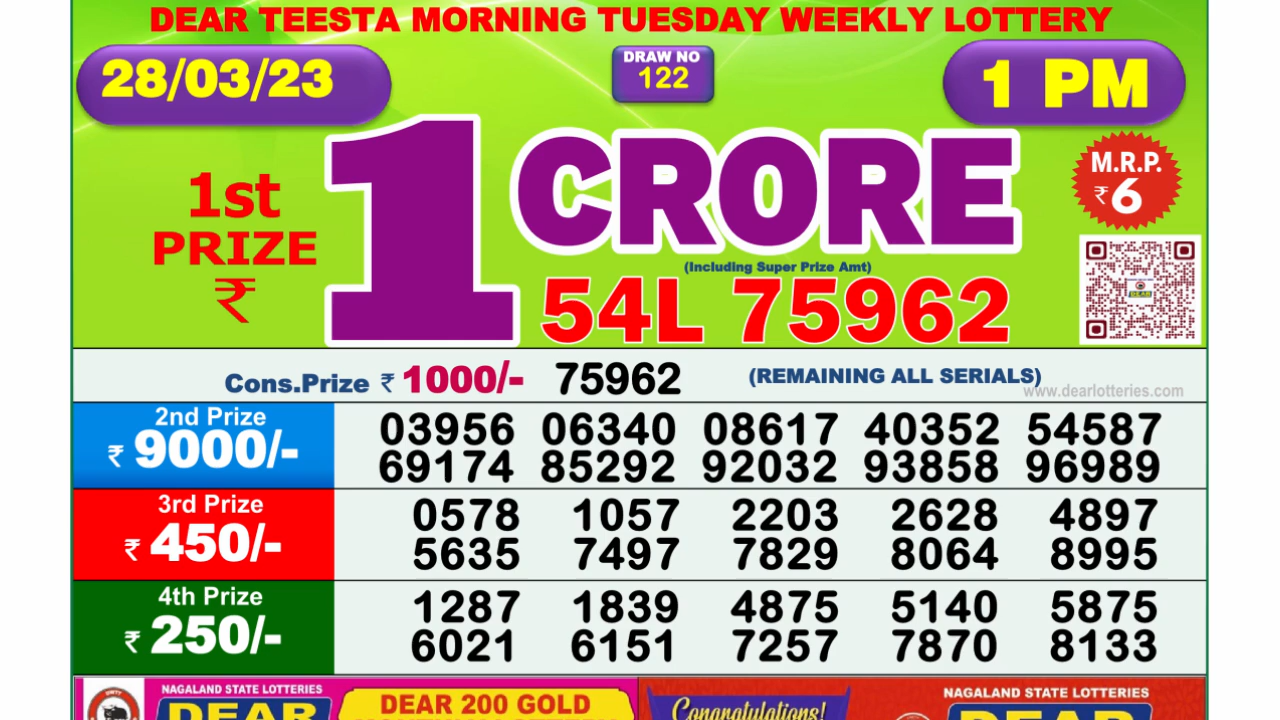 DEAR TEESTA MORNING TUESDAY WEEKLY LOTTERY
28/03/23
DRAW NO
122
1 PM
1st
PRIZE
₹
1 CRORE
M.R.P.
₹6
(Including Super Prize Amt)
54L 75962
DEAR
Cons.Prize ₹ 1000/- 75962 (REMAINING ALL SERIALS)
www.dearlotteries.com
2nd Prize
₹ 9000/-
03956 06340 08617 40352 54587
69174 85292 92032 93858 96989
3rd Prize
₹ 450/-
0578 1057 2203 2628 4897
5635 7497 7829 8064 8995
4th Prize
₹ 250/-
1287 1839 4875 5140 5875
6021 6151 7257 7870 8133
NAGALAND STATE LOTTERIES
DEAR
DEAR 200 GOLD
Congratulations!
NAGALAND STATE LOTTERIES
DEAR